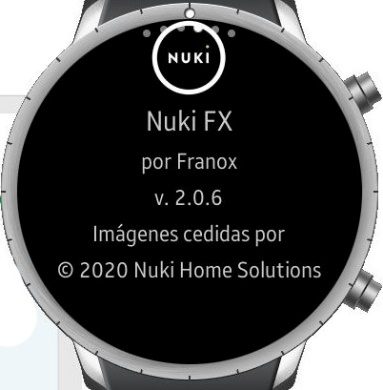 NUKI
Nuki FX
por Franox
v. 2.0.6
Imágenes cedidas por
© 2020 Nuki Home Solutions